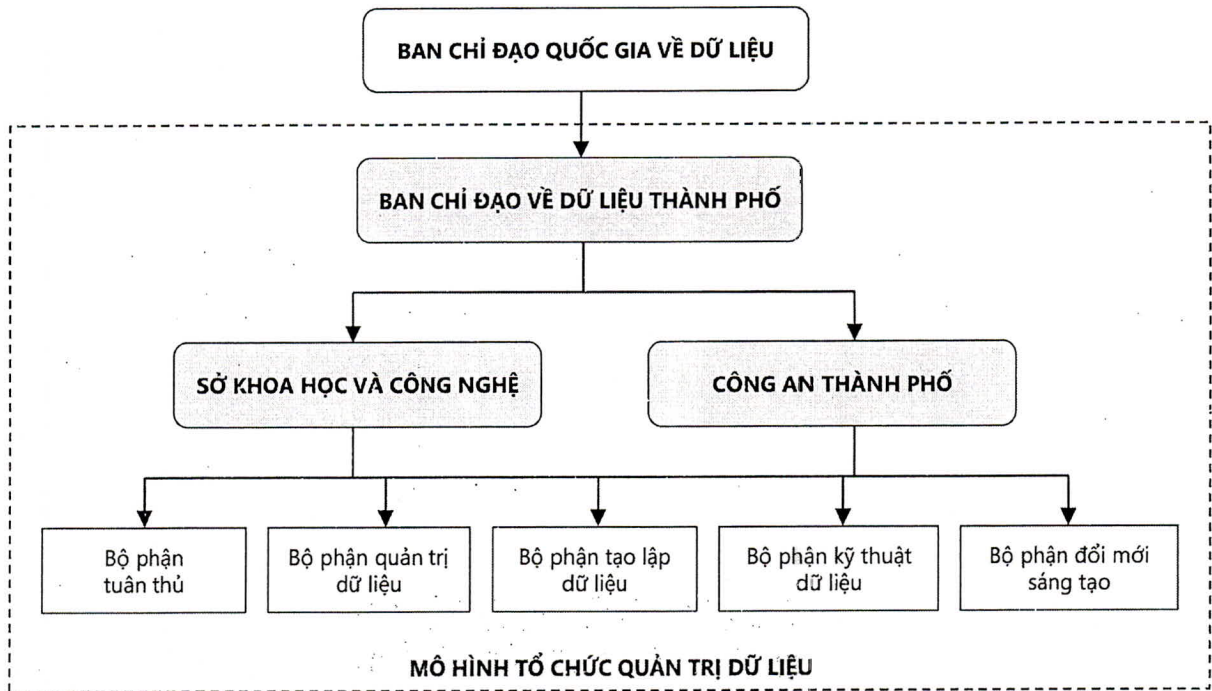 BAN CHỈ ĐẠO QUỐC GIA VỀ DỮ LIỆU
BAN CHỈ ĐẠO VỀ DỮ LIỆU THÀNH PHỐ
SỞ KHOA HỌC VÀ CÔNG NGHỆ
CÔNG AN THÀNH PHỐ
Bộ phận
tuân thủ
Bộ phận quản trị
dữ liệu
Bộ phận tạo lập
dữ liệu
Bộ phận kỹ thuật
dữ liệu
Bộ phận đổi mới
sáng tạo
MÔ HÌNH TỔ CHỨC QUẢN TRỊ DỮ LIỆU